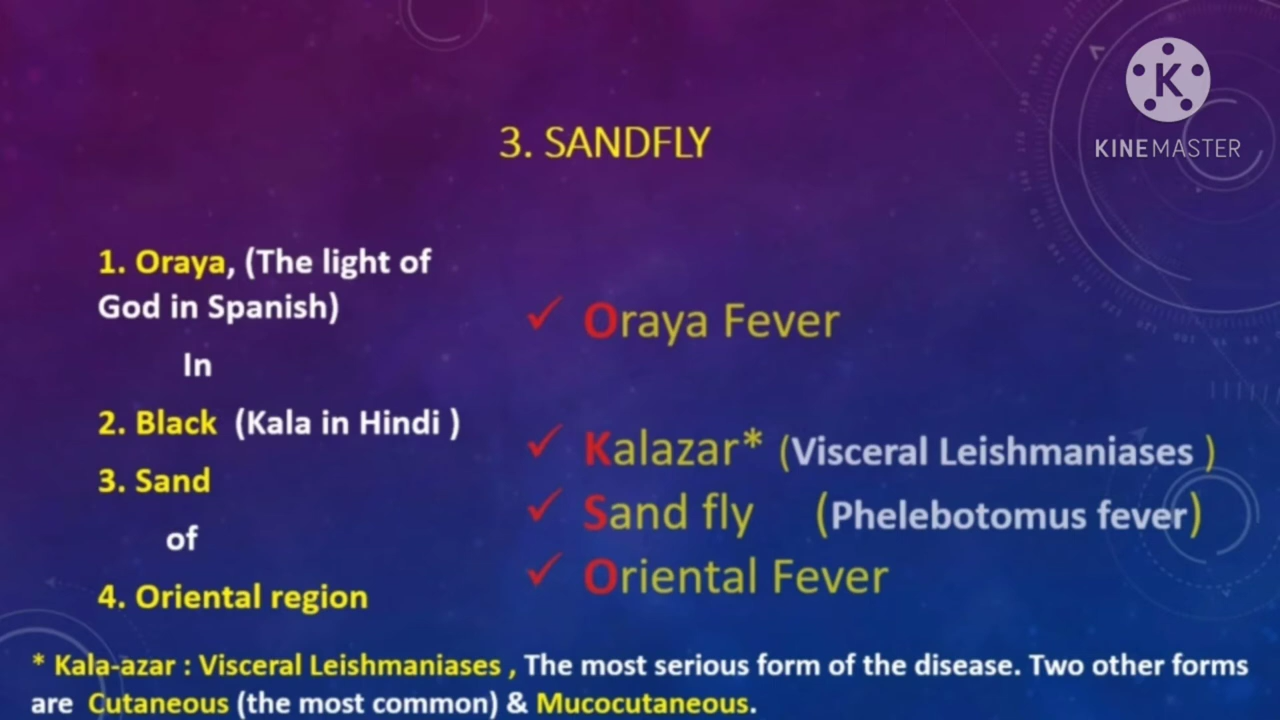 KINEMASTER
3. SANDFLY
1. Oraya, (The light of
God in Spanish)
In
2. Black (Kala in Hindi )
3. Sand
of
4. Oriental region
✓ Oraya Fever
✓ Kalazar* (Visceral Leishmaniases )
✓ Sand fly (Phelebotomus fever)
✓ Oriental Fever
* Kala-azar : Visceral Leishmaniases , The most serious form of the disease. Two other forms
are Cutaneous (the most common) & Mucocutaneous.